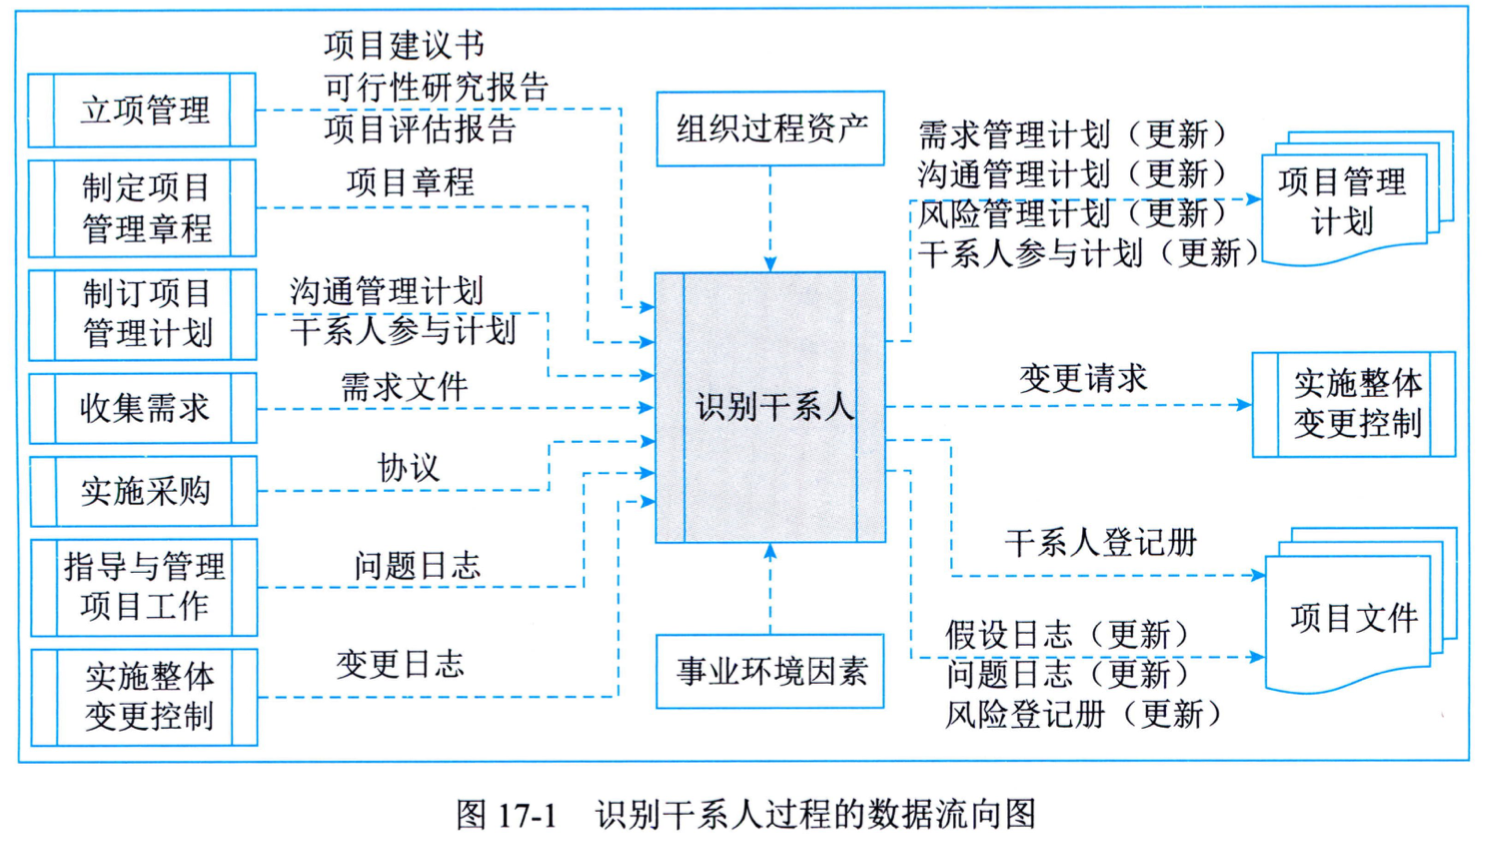 立项管理
项目建议书
可行性研究报告
项目评估报告
制定项目
管理章程
项目章程
制订项目
管理计划
沟通管理计划
干系人参与计划
收集需求
需求文件
实施采购
协议
指导与管理
项目工作
问题日志
实施整体
变更控制
变更日志
组织过程资产
识别干系人
事业环境因素
需求管理计划（更新）
沟通管理计划（更新）
风险管理计划（更新）
干系人参与计划（更新）
项目管理
计划
变更请求
实施整体
变更控制
干系人登记册
假设日志（更新）
问题日志（更新）
风险登记册（更新）
项目文件
图 17-1 识别干系人过程的数据流向图